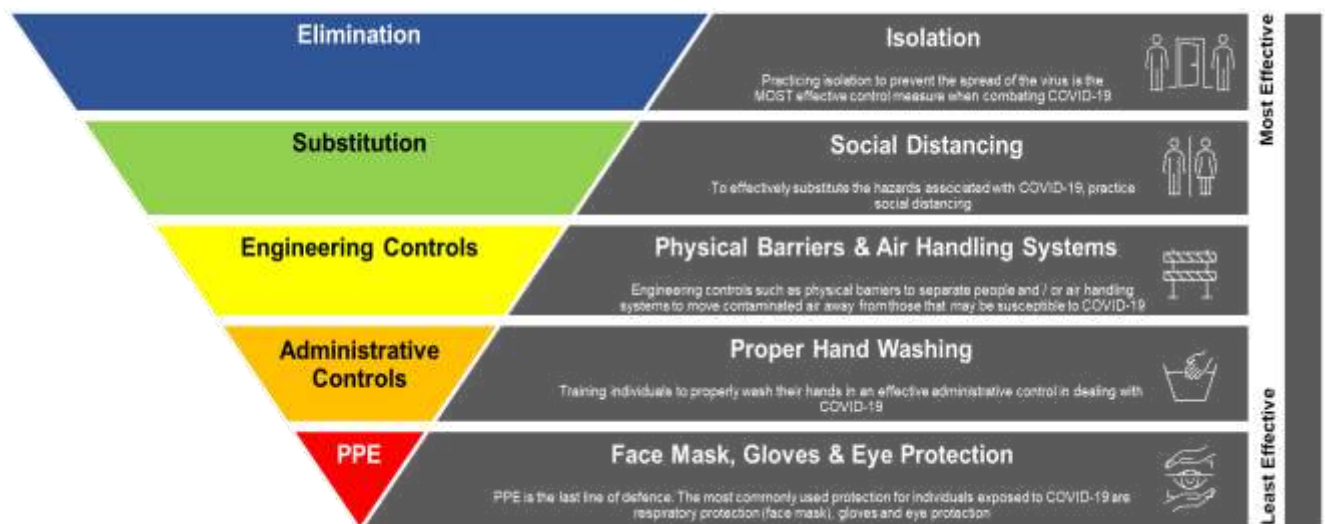 Elimination
Isolation
Practicing isolation to prevent the spread of the virus is the
MOST effective control measure when combating COVID-19
Substitution
Social Distancing
To effectively substitute the hazards associated with COVID-19, practice
social distancing
Engineering Controls
Physical Barriers & Air Handling Systems
Engineering controls such as physical barriers to separate people and / or air handling
systems to move contaminated air away from those that may be susceptible to COVID-19
Administrative
Controls
Proper Hand Washing
Training individuals to properly wash their hands in an effective administrative control in dealing with
COVID-19
PPE
Face Mask, Gloves & Eye Protection
PPE is the last line of defence. The most commonly used protection for individuals exposed to COVID-19 are
respiratory protection (face mask), gloves and eye protection
Most Effective
Least Effective